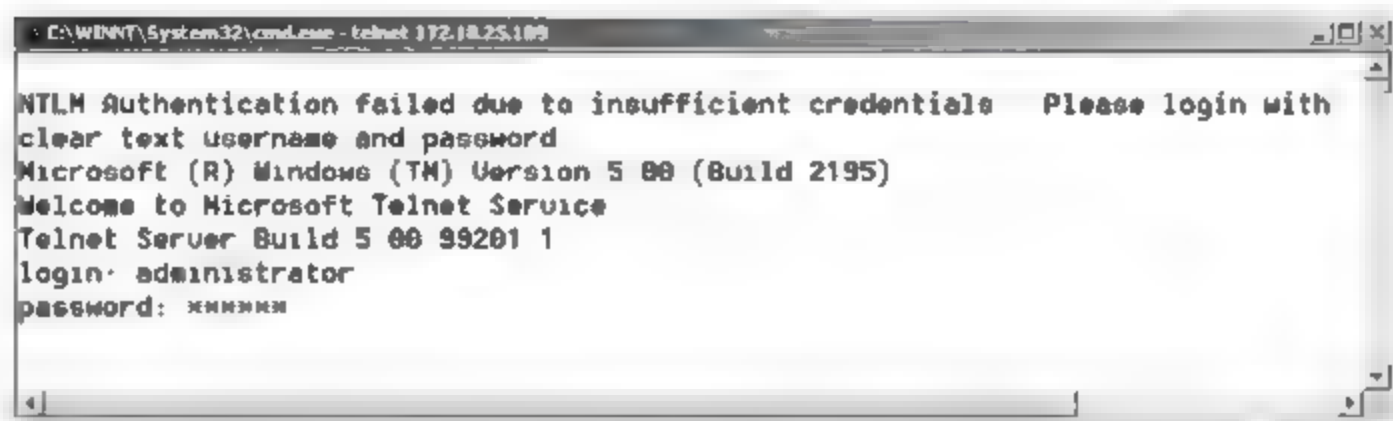 C:\WINNT\System32\cmd.exe - telnet 172.18.25.109
NTLM Authentication failed due to insufficient credentials   Please login with
clear text username and password
Microsoft (R) Windows (TM) Version 5 00 (Build 2195)
Welcome to Microsoft Telnet Service
Telnet Server Build 5 00 99201 1
login: administrator
password: ******